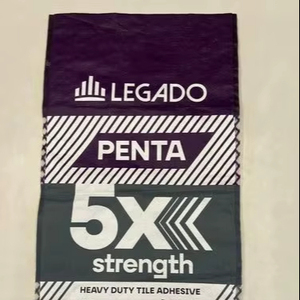 LEGADO
PENTA
5X
strength
HEAVY DUTY TILE ADHESIVE